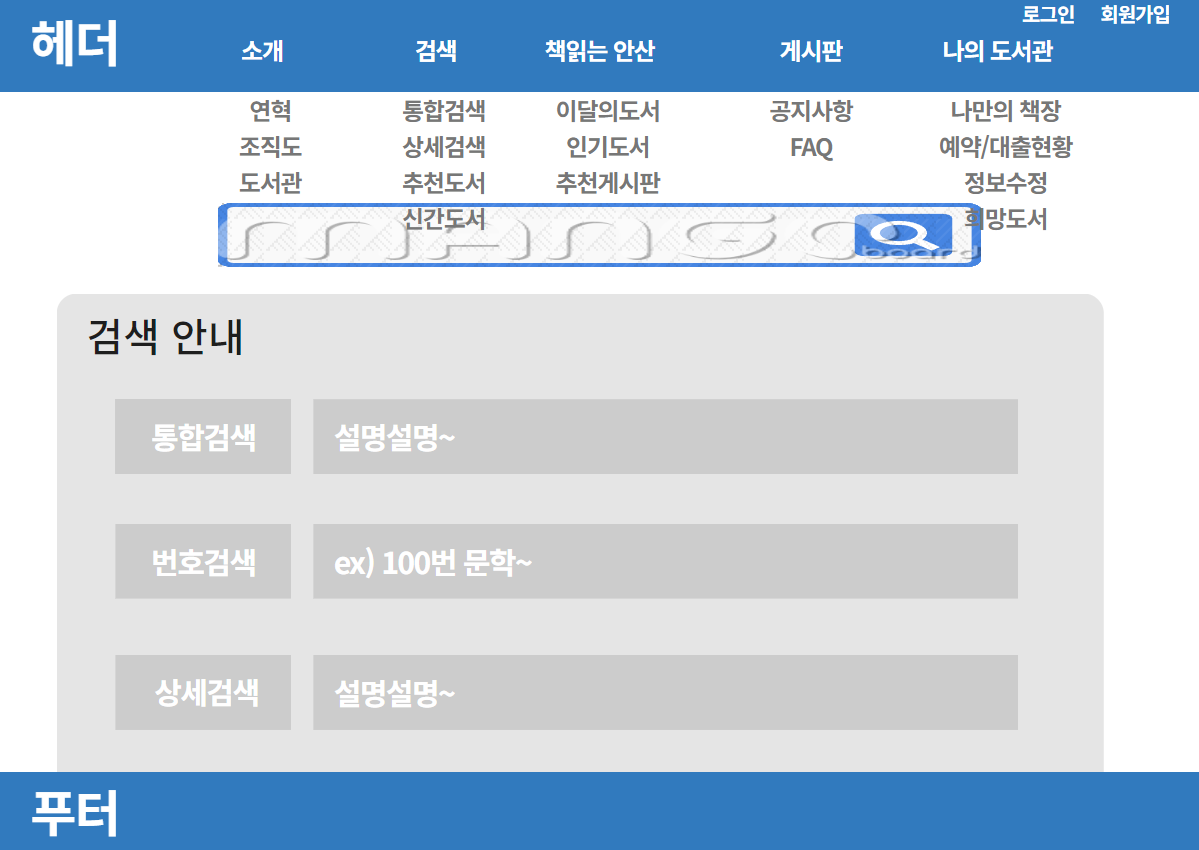 로그인 회원가입
헤더
소개 검색 책읽는 안산 게시판 나의 도서관
연혁 통합검색 이달의도서 공지사항 나만의 책장
조직도 상세검색 인기도서 FAQ 예약/대출현황
도서관 추천도서 추천게시판 정보수정
신간도서 희망도서
board
검색 안내
통합검색 설명설명~
번호검색 ex) 100번 문학~
상세검색 설명설명~
푸터